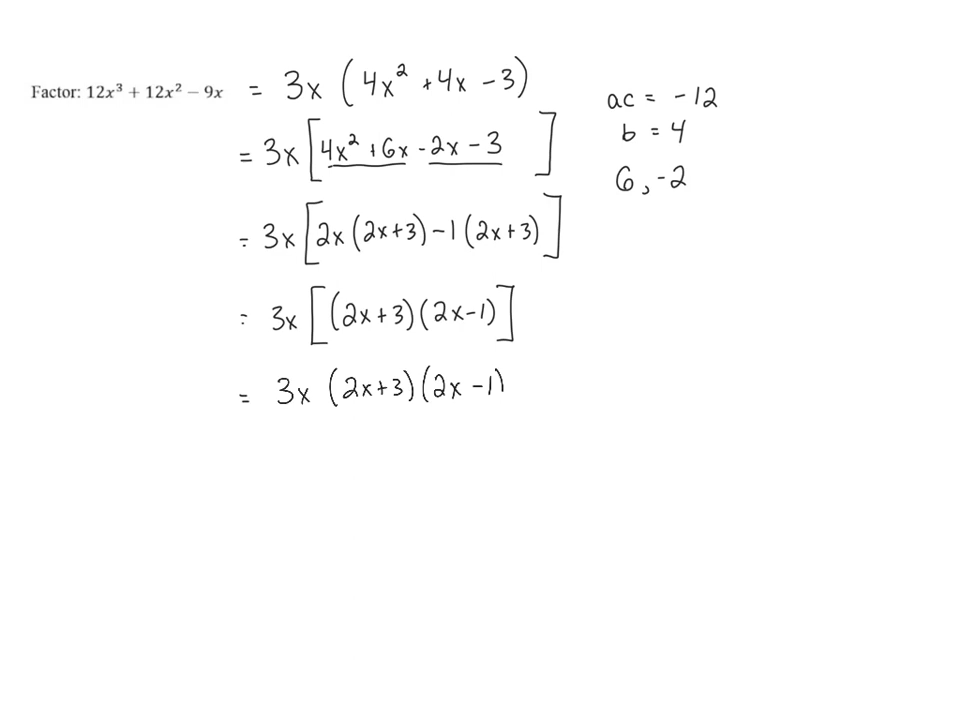 Factor: 12x³ + 12x² − 9x = 3x (4x² + 4x − 3)
= 3x [4x² + 6x - 2x − 3]
= 3x [2x (2x+3) − 1 (2x+3)]
= 3x [(2x+3)(2x−1)]
= 3x (2x+3)(2x −1)
ac = −12
b = 4
6, -2